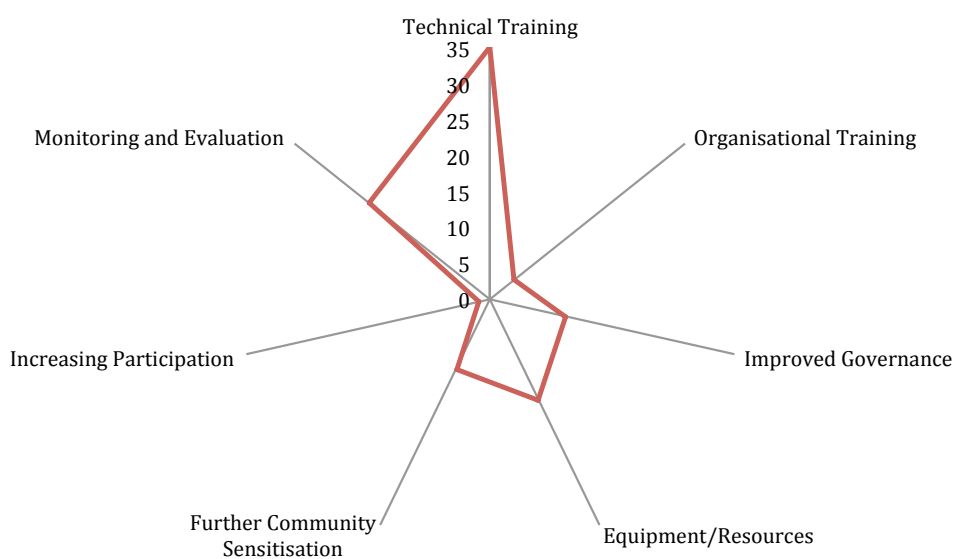 Technical Training
35
30
25
20
15
10
5
0
Organisational Training
Improved Governance
Equipment/Resources
Further Community
Sensitisation
Increasing Participation
Monitoring and Evaluation